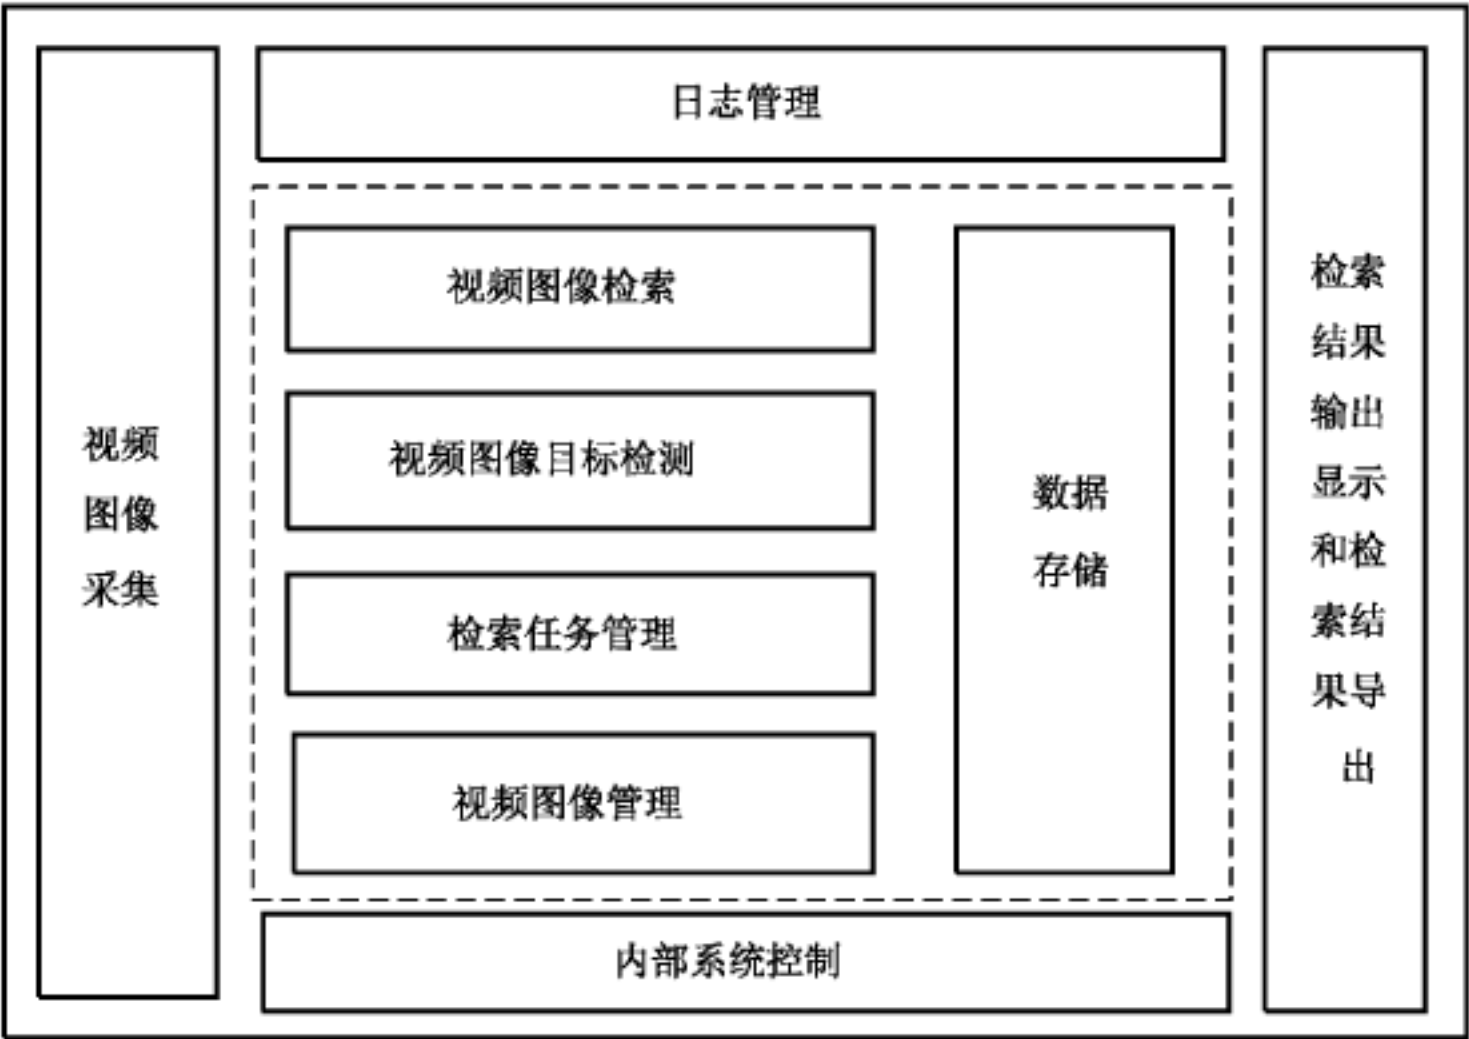 视频
图像
采集
日志管理
视频图像检索
视频图像目标检测
检索任务管理
视频图像管理
数据
存储
内部系统控制
检索
结果
输出
显示
和检
索结
果导
出